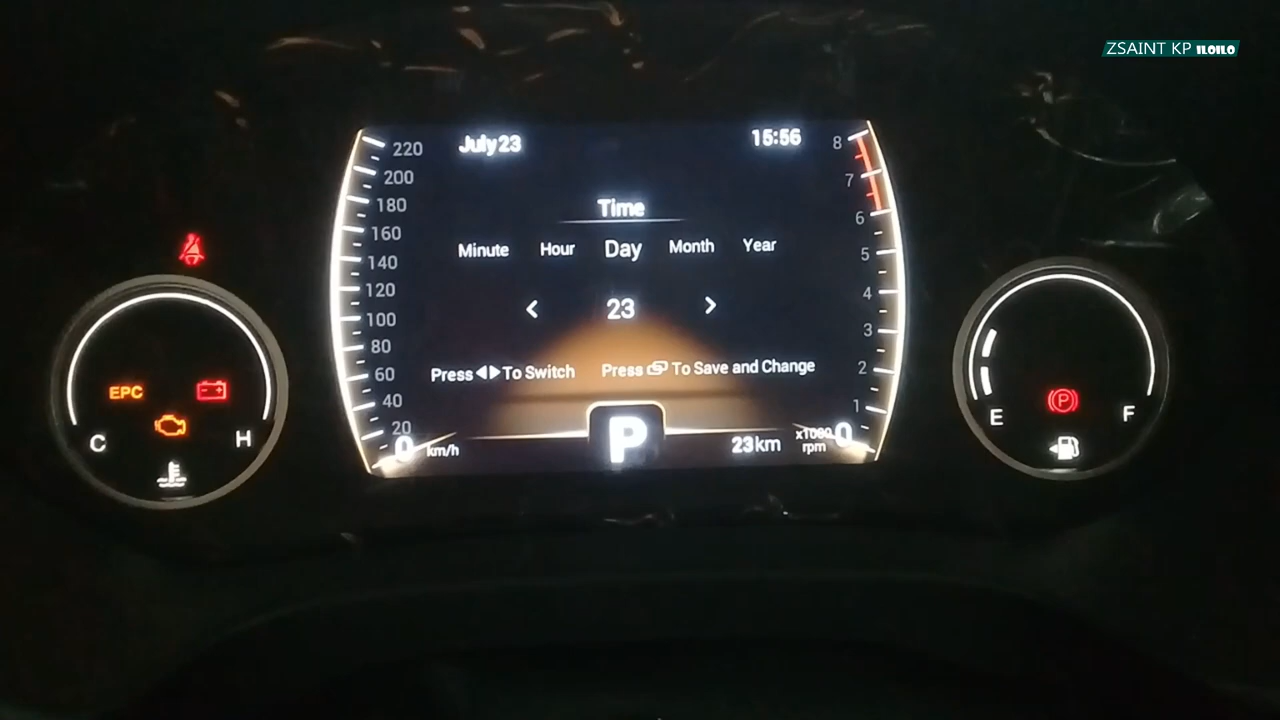 ZSAINT KP ILOILO
July 23
15:56
Time
Minute Hour Day Month Year
< 23 >
Press ◀▶ To Switch
Press To Save and Change
P
23 km
220
200
180
160
140
120
100
80
60
40
20
0
km/h
8
7
6
5
4
3
2
1
0
x1000
rpm
EPC
C
H
P
E
F